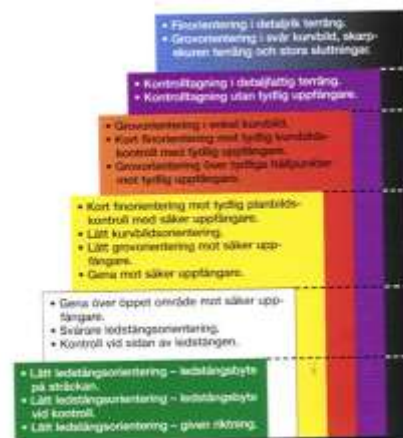 • Finorientering i detaljrik terräng.
• Grovorientering i svår kurvbild, skarp-
skuren terräng och stora sluttningar.
• Kontrolltagning i detaljfattig terräng.
• Kontrolltagning utan tydlig uppfångare.
• Grovorientering i enkel kurvbild.
• Kort finorientering mot tydlig kurvbilds-
kontroll med tydlig uppfångare.
• Grovorientering över tydliga hållpunkter
mot tydlig uppfångare.
• Kort finorientering mot tydlig planbilds-
kontroll med säker uppfångare.
• Lätt kurvbildsorientering.
• Lätt grovorientering mot säker upp-
fångare.
• Gena mot säker uppfångare.
• Gena över öppet område mot säker upp-
fångare.
• Svårare ledstångsorientering.
• Kontroll vid sidan av ledstången.
• Lätt ledstångsorientering – ledstångsbyte
på sträckan.
• Lätt ledstångsorientering – ledstångsbyte
vid kontroll.
• Lätt ledstångsorientering – given riktning.